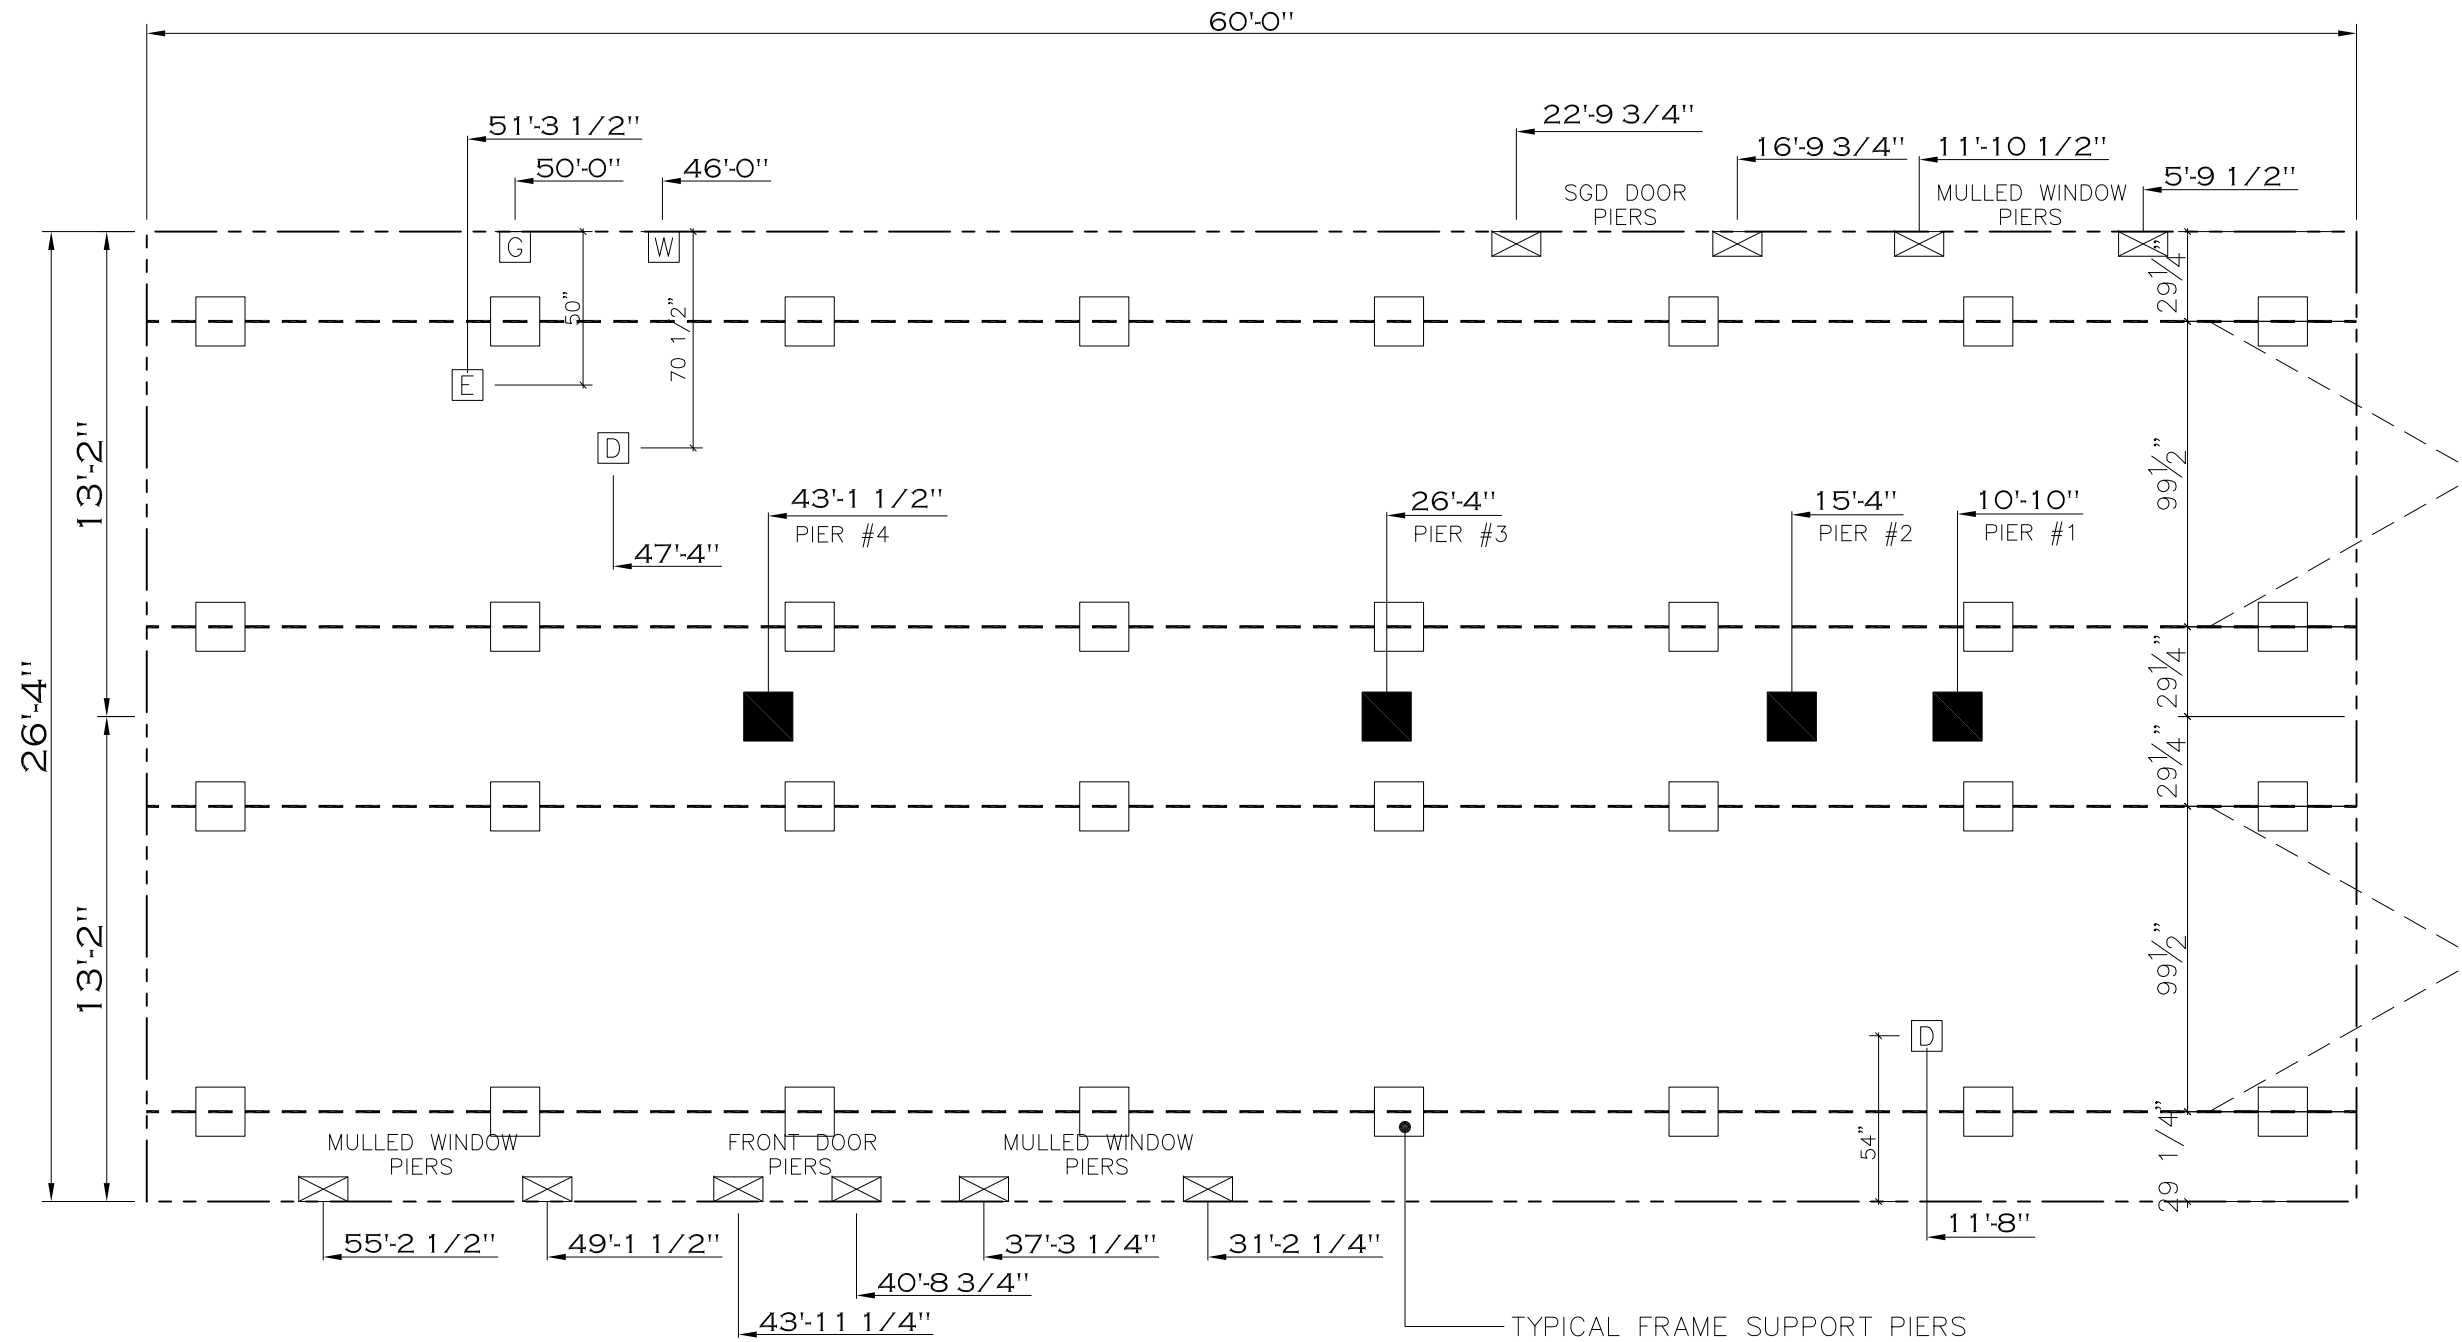 60'-0"
51'-3 1/2"
50'-0"
46'-0"
22'-9 3/4"
16'-9 3/4"
11'-10 1/2"
5'-9 1/2"
SGD DOOR
PIERS
MULLED WINDOW
PIERS
G
W
29 1/4"
50"
70 1/2"
E
D
13'-2"
99 1/2"
43'-1 1/2"
PIER #4
26'-4"
PIER #3
15'-4"
PIER #2
10'-10"
PIER #1
47'-4"
29 1/4"
26'-4"
29 1/4"
13'-2"
99 1/2"
D
54"
29 1/4"
MULLED WINDOW
PIERS
FRONT DOOR
PIERS
MULLED WINDOW
PIERS
11'-8"
55'-2 1/2"
49'-1 1/2"
37'-3 1/4"
31'-2 1/4"
40'-8 3/4"
43'-11 1/4"
TYPICAL FRAME SUPPORT PIERS